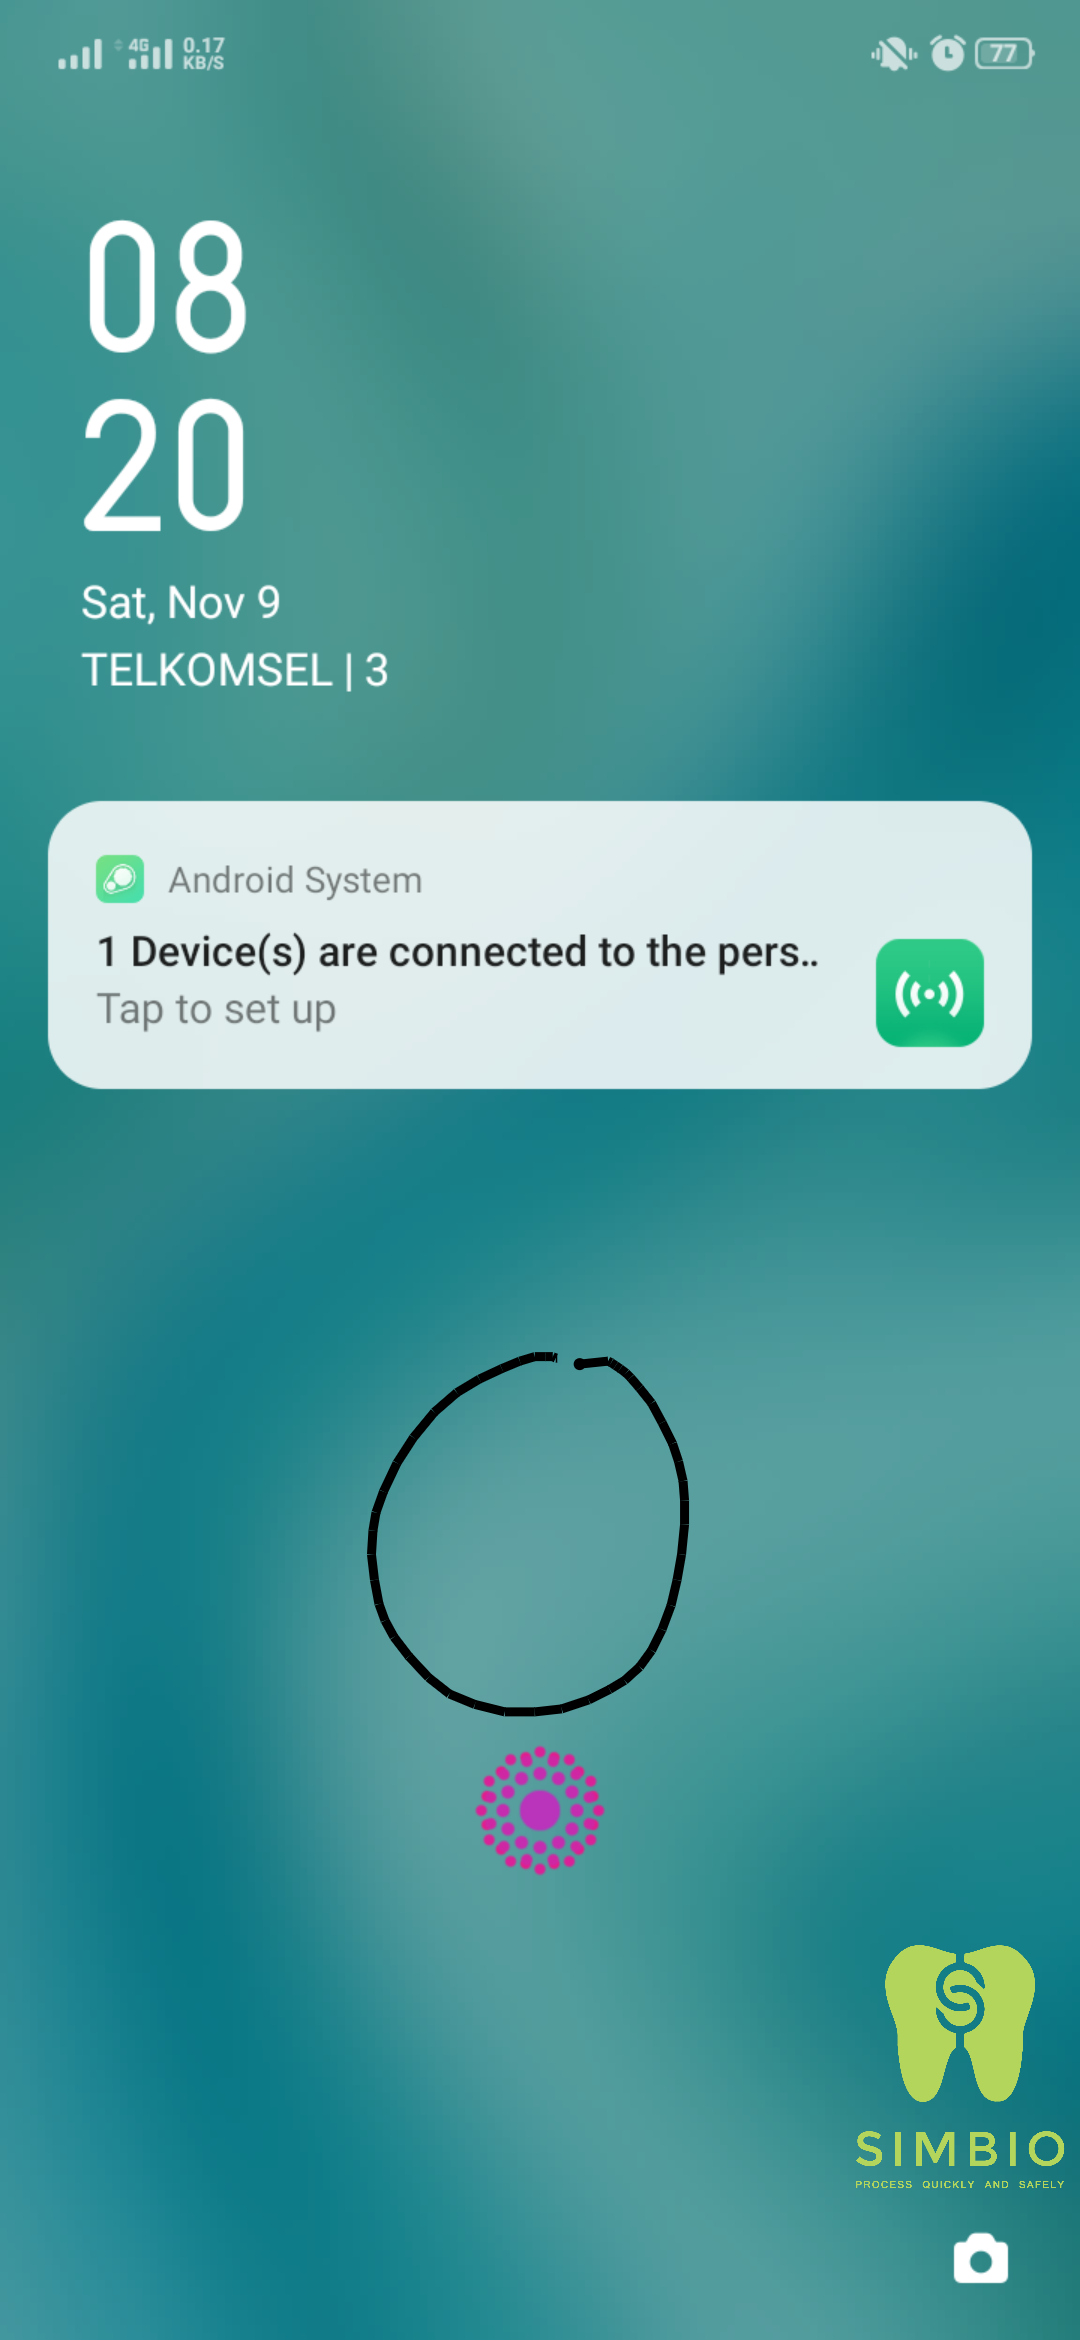 4G 0.17 KB/S 77
08
20
Sat, Nov 9
TELKOMSEL | 3
Android System
1 Device(s) are connected to the pers..
Tap to set up
SIMBIO
PROCESS QUICKLY AND SAFELY